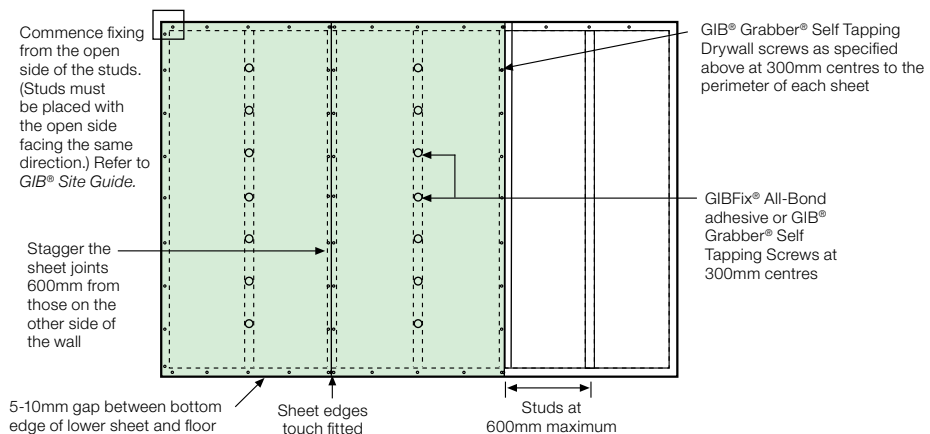 Commence fixing
from the open
side of the studs.
(Studs must
be placed with
the open side
facing the same
direction.) Refer to
GIB® Site Guide.
Stagger the
sheet joints
600mm from
those on the
other side of
the wall
5-10mm gap between bottom
edge of lower sheet and floor
Sheet edges
touch fitted
Studs at
600mm maximum
GIB® Grabber® Self Tapping
Drywall screws as specified
above at 300mm centres to the
perimeter of each sheet
GIBFix® All-Bond
adhesive or GIB®
Grabber® Self
Tapping Screws at
300mm centres